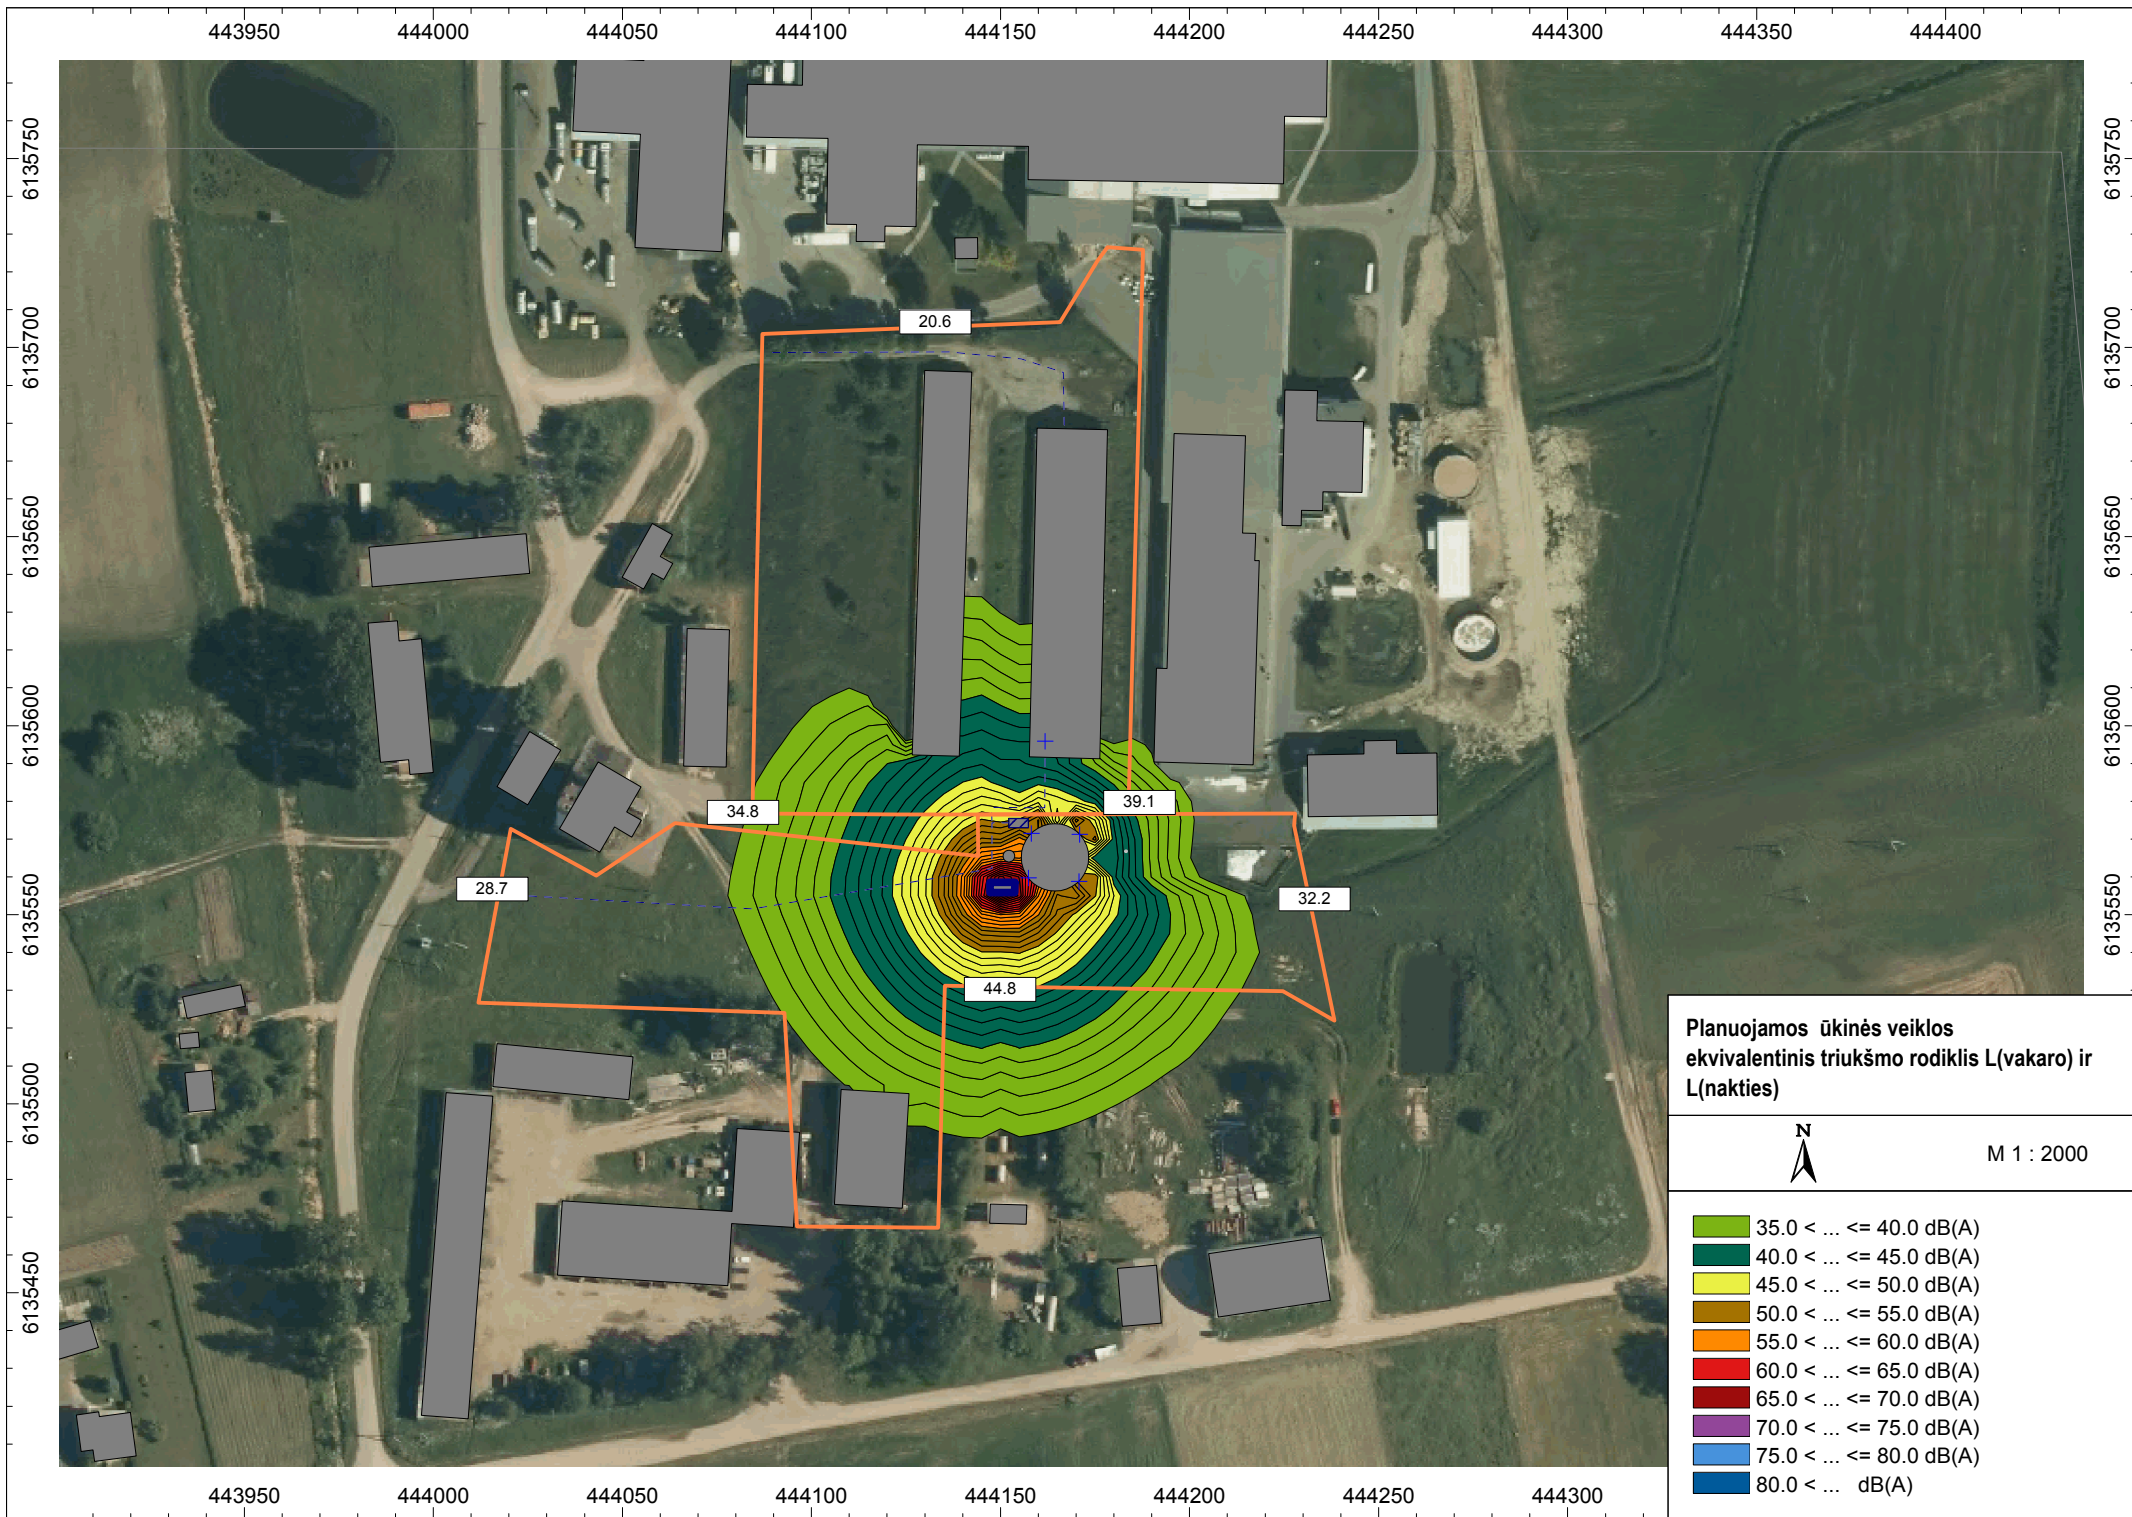 443950 444000 444050 444100 444150 444200 444250 444300 444350 444400
6135750 6135750
6135700 6135700
20.6
6135650 6135650
6135600 6135600
34.8 39.1
28.7 32.2
6135550 6135550
44.8
6135500
6135450
Planuojamos ūkinės veiklos
ekvivalentinis triukšmo rodiklis L(vakaro) ir
L(nakties)
N
M 1 : 2000
35.0 < ... <= 40.0 dB(A)
40.0 < ... <= 45.0 dB(A)
45.0 < ... <= 50.0 dB(A)
50.0 < ... <= 55.0 dB(A)
55.0 < ... <= 60.0 dB(A)
60.0 < ... <= 65.0 dB(A)
65.0 < ... <= 70.0 dB(A)
70.0 < ... <= 75.0 dB(A)
75.0 < ... <= 80.0 dB(A)
80.0 < ... dB(A)
443950 444000 444050 444100 444150 444200 444250 444300